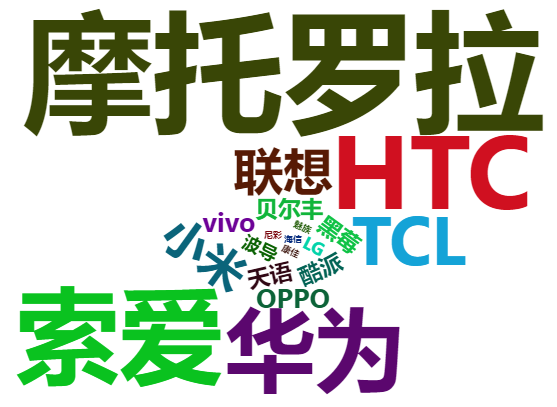 摩托罗拉
联想
HTC
贝尔丰
vivo
魅族
黑莓
TCL
小米
波导
尼彩
海信
LG
康佳
天语
酷派
OPPO
索爱
华为